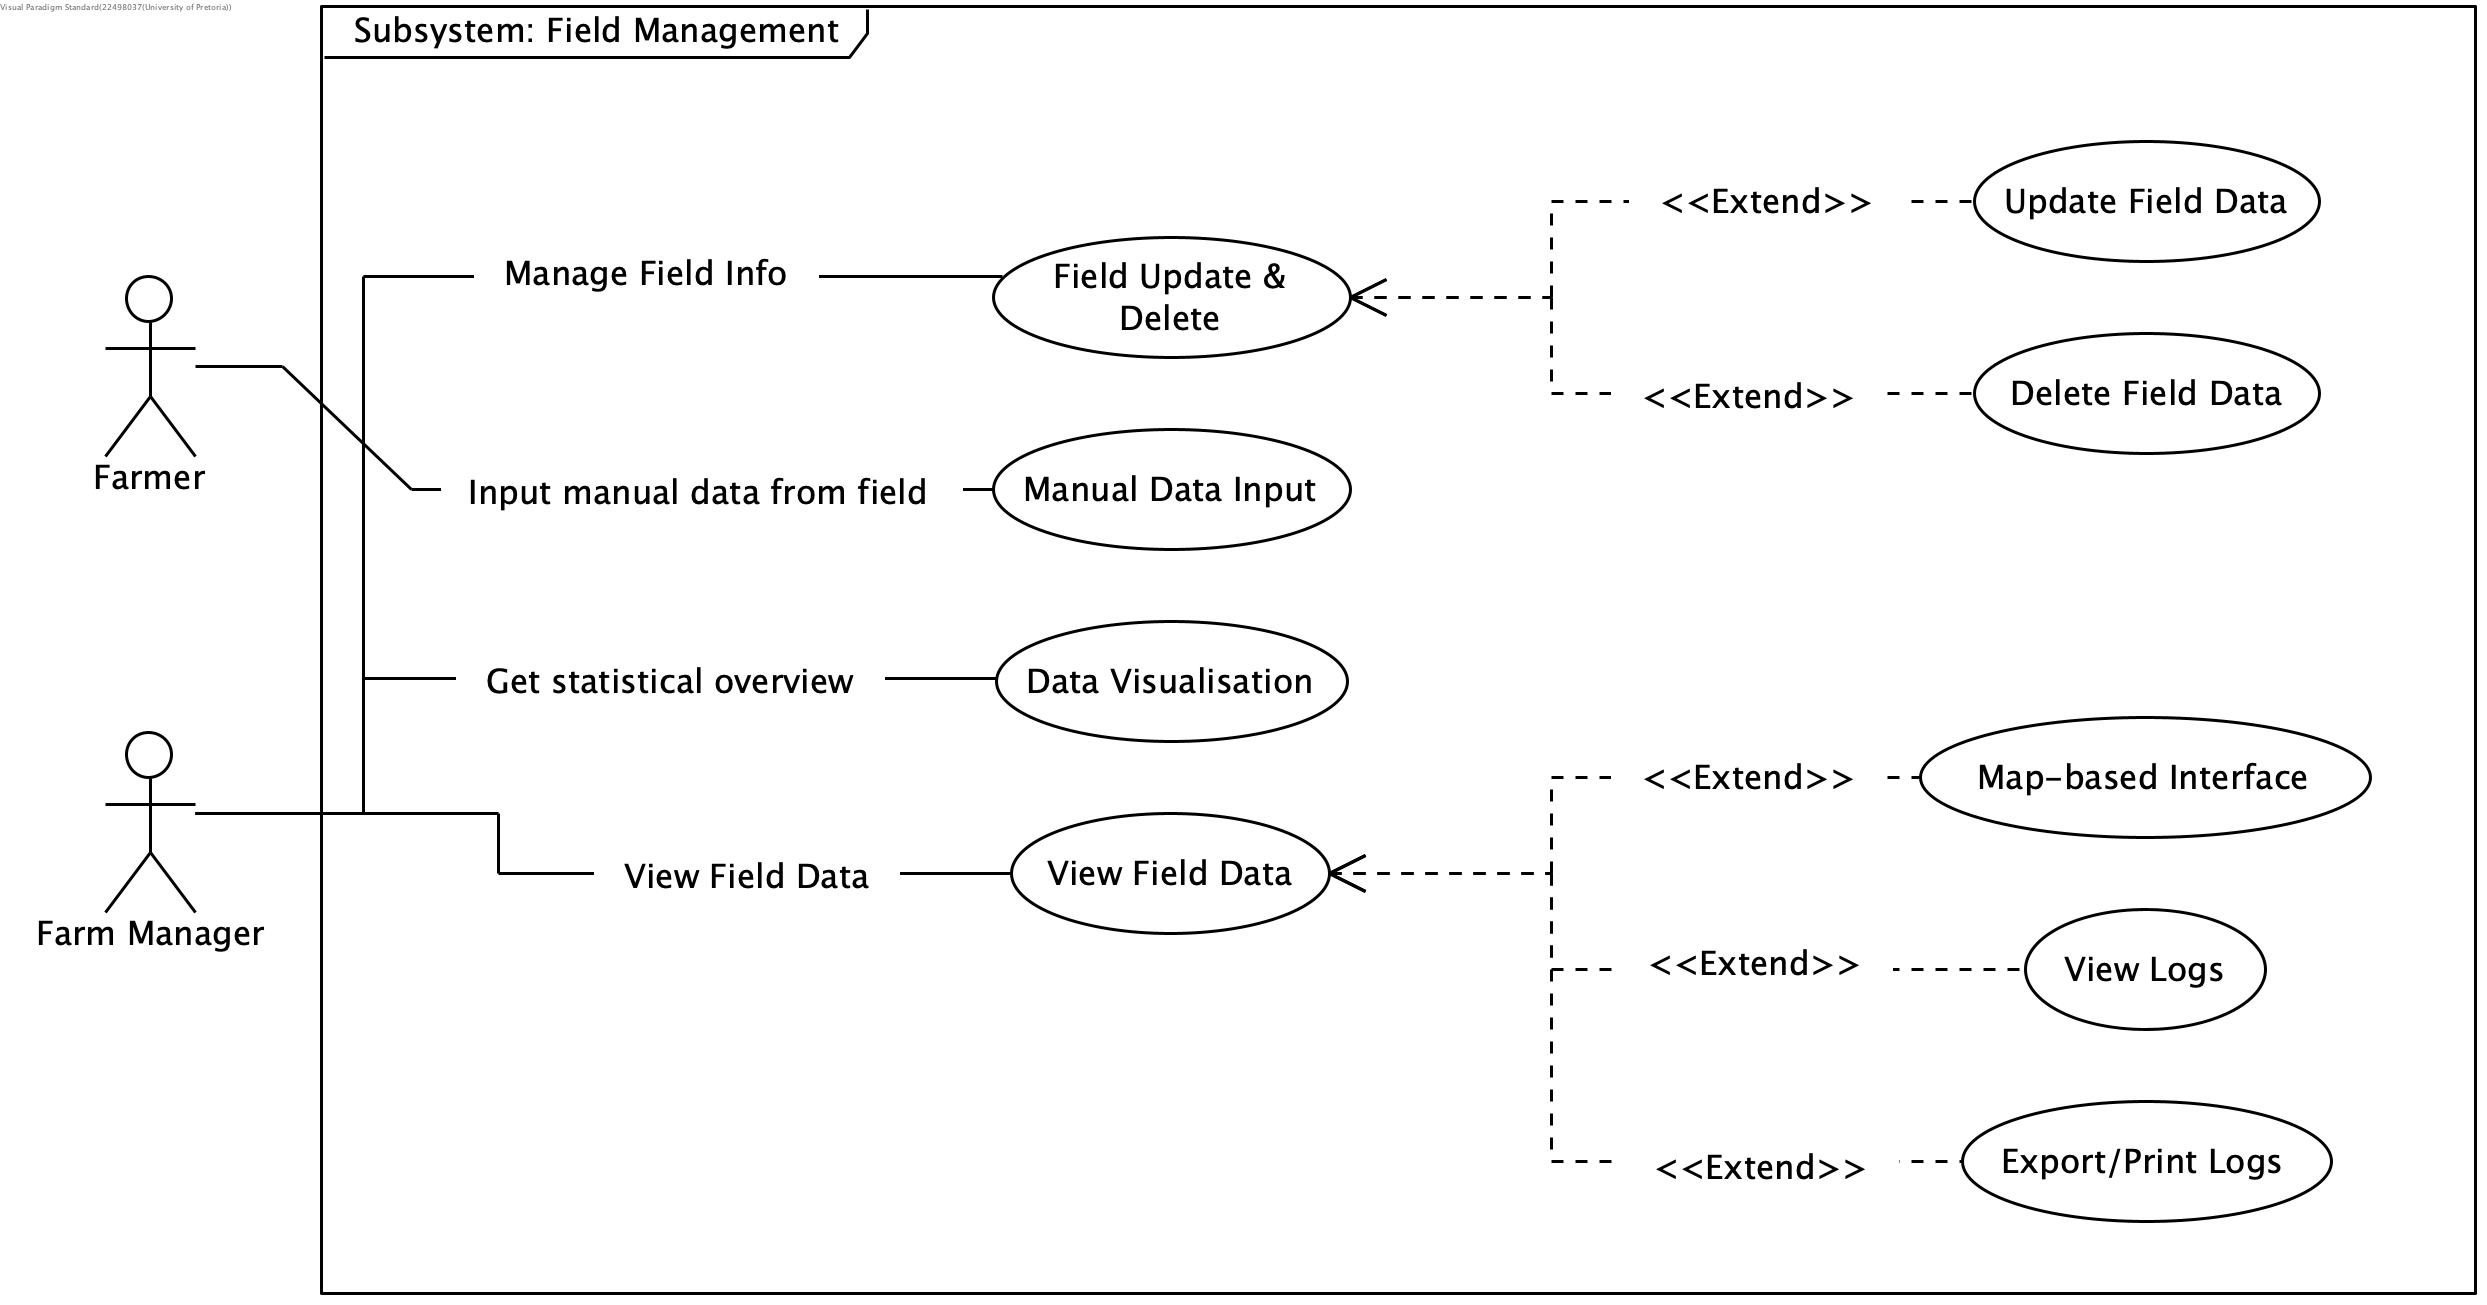 Visual Paradigm Standard(22498037(University of Pretoria))
Subsystem: Field Management
<<Extend>>
Update Field Data
Manage Field Info
Field Update &
Delete
<<Extend>>
Delete Field Data
Farmer
Input manual data from field
Manual Data Input
Get statistical overview
Data Visualisation
<<Extend>>
Map-based Interface
View Field Data
View Field Data
Farm Manager
<<Extend>>
View Logs
<<Extend>>
Export/Print Logs